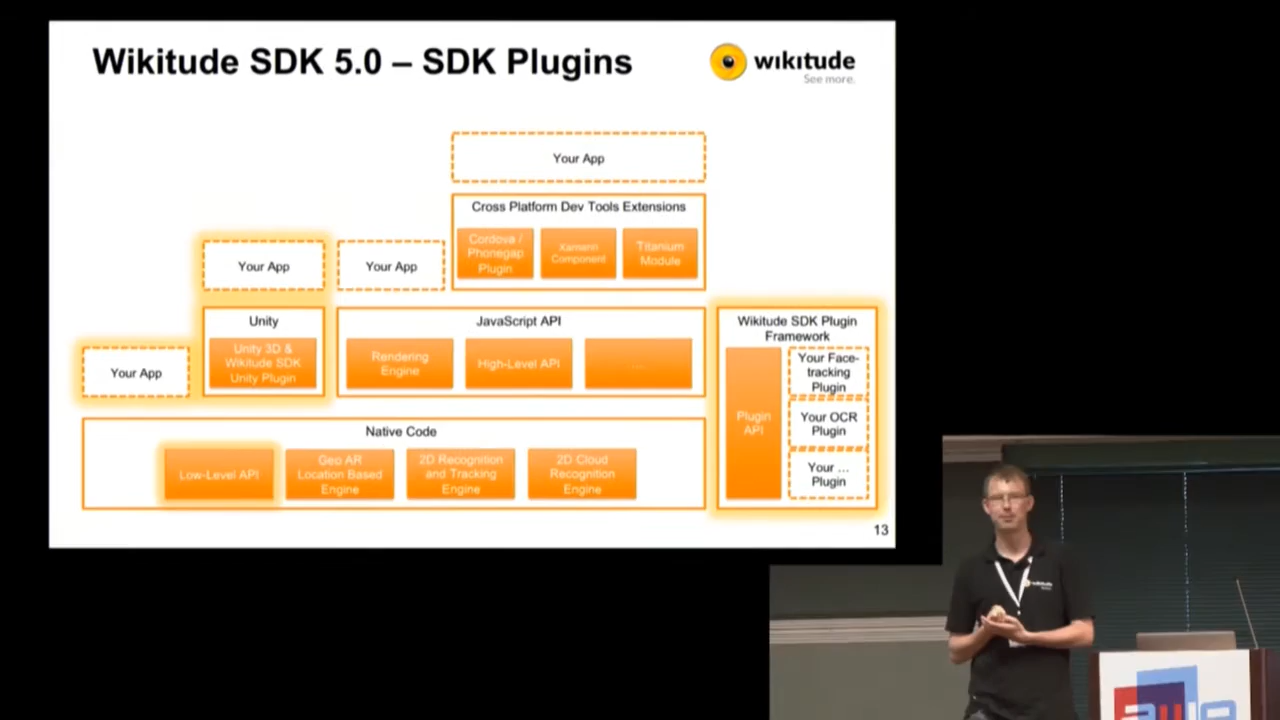 Wikitude SDK 5.0 – SDK Plugins
wikitude
See more.
Your App
Cross Platform Dev Tools Extensions
Cordova /
Phonegap
Plugin
Xamarin
Component
Titanium
Module
Your App
Your App
Unity
Unity 3D &
Wikitude SDK
Unity Plugin
JavaScript API
Rendering
Engine
High-Level API
...
Wikitude SDK Plugin
Framework
Plugin
API
Your Face-
tracking
Plugin
Your OCR
Plugin
Your ...
Plugin
Your App
Native Code
Low-Level API
Geo AR
Location Based
Engine
2D Recognition
and Tracking
Engine
2D Cloud
Recognition
Engine
13
wikitude